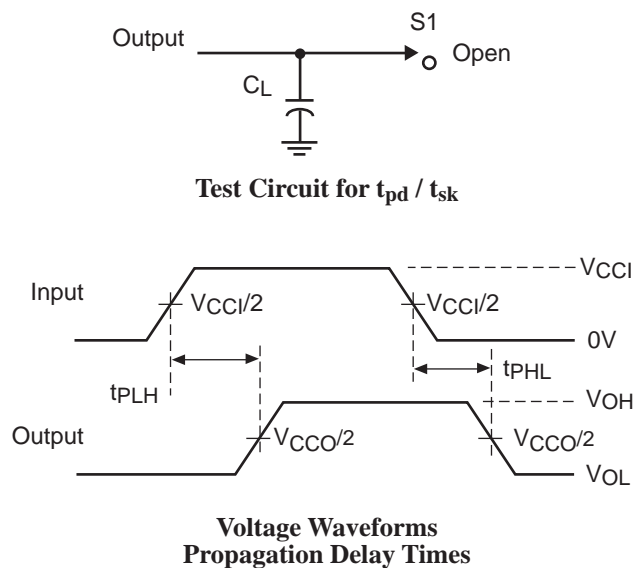 S1
Output
Open
CL
Test Circuit for tpd / tsk
VCCI
Input
VCCI/2
VCCI/2
0V
tPLH
tPHL
VOH
Output
VCCO/2
VCCO/2
VOL
Voltage Waveforms
Propagation Delay Times